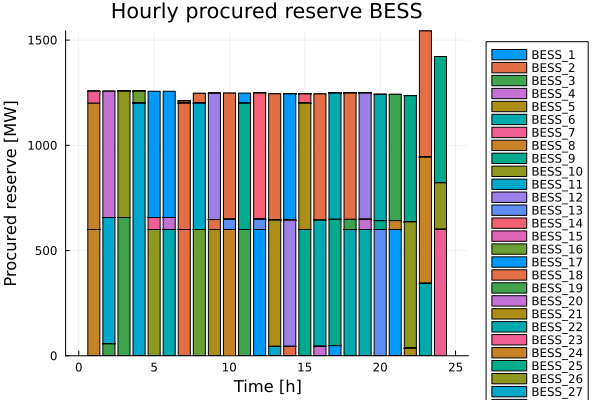 Hourly procured reserve BESS
Procured reserve [MW]
1500
1000
500
0
0
5
10
15
20
25
Time [h]
BESS_1
BESS_2
BESS_3
BESS_4
BESS_5
BESS_6
BESS_7
BESS_8
BESS_9
BESS_10
BESS_11
BESS_12
BESS_13
BESS_14
BESS_15
BESS_16
BESS_17
BESS_18
BESS_19
BESS_20
BESS_21
BESS_22
BESS_23
BESS_24
BESS_25
BESS_26
BESS_27